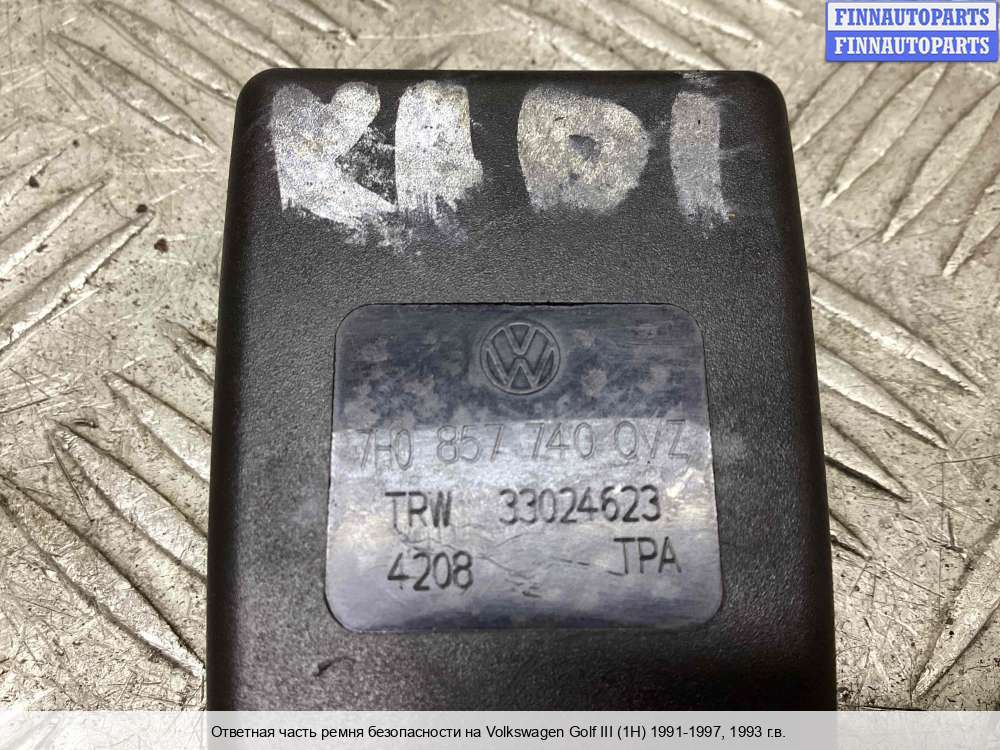 FINNAUTOPARTS
FINNAUTOPARTS
7H0 857 740 QVZ
TRW 33024623
4208 TPA
Ответная часть ремня безопасности на Volkswagen Golf III (1H) 1991-1997, 1993 г.в.